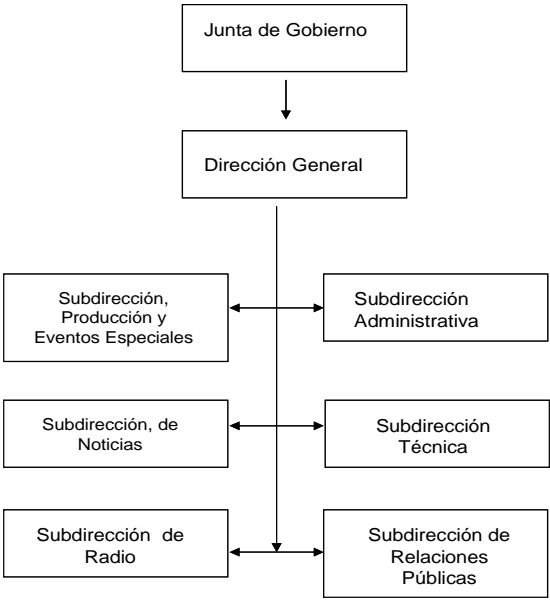 Junta de Gobierno
Dirección General
Subdirección,
Producción y
Eventos Especiales
Subdirección
Administrativa
Subdirección, de
Noticias
Subdirección
Técnica
Subdirección de
Radio
Subdirección de
Relaciones
Públicas